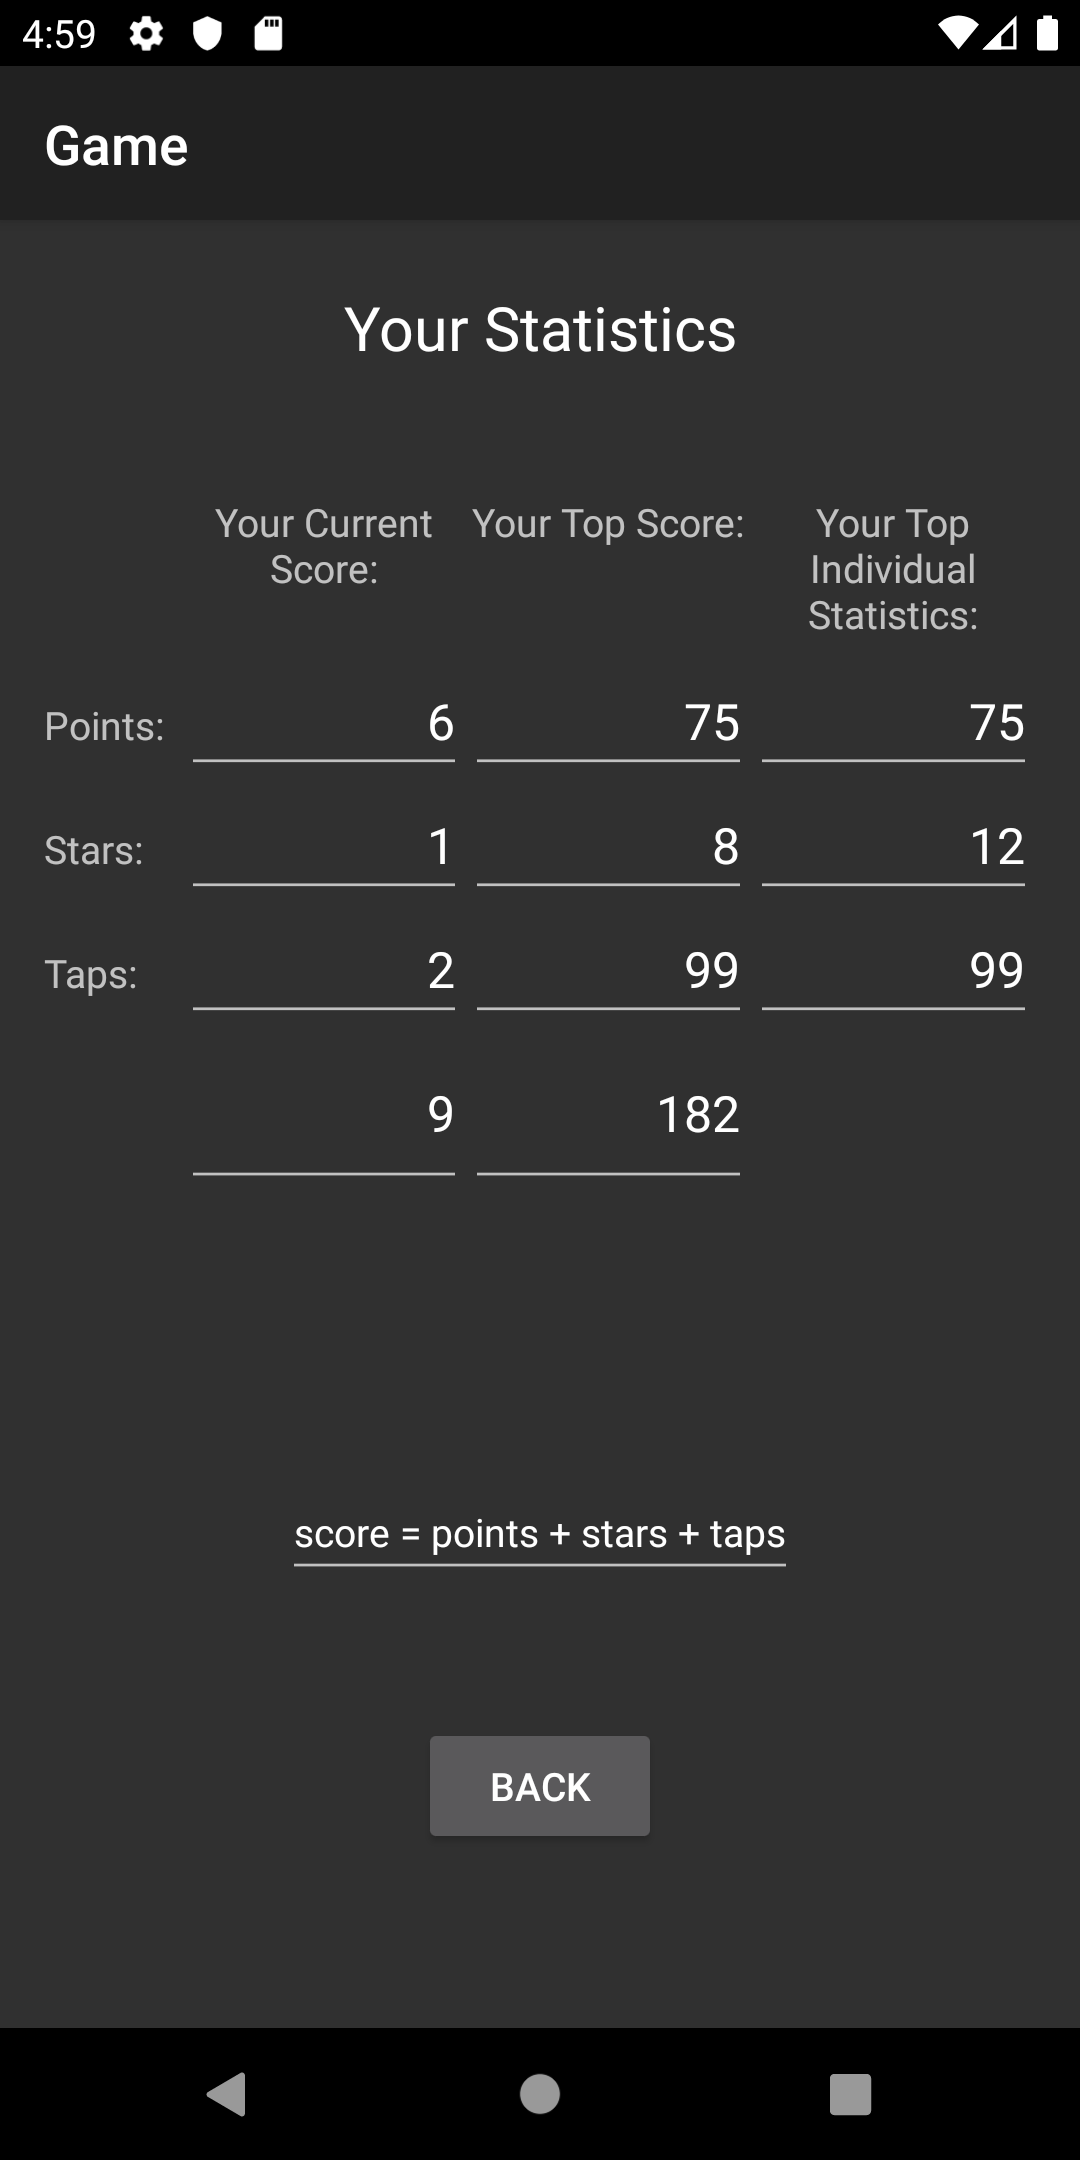 4:59
Game
Your Statistics
Your Current
Score:
Your Top Score:
Your Top
Individual
Statistics:
Points: 6 75 75
Stars: 1 8 12
Taps: 2 99 99
9 182
score = points + stars + taps
BACK